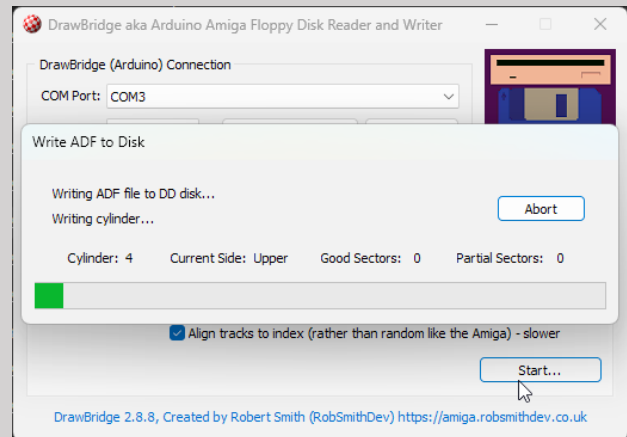 DrawBridge aka Arduino Amiga Floppy Disk Reader and Writer
DrawBridge (Arduino) Connection
COM Port: COM3
Write ADF to Disk
Writing ADF file to DD disk...
Writing cylinder...
Abort
Cylinder: 4 Current Side: Upper Good Sectors: 0 Partial Sectors: 0
Align tracks to index (rather than random like the Amiga) - slower
Start...
DrawBridge 2.8.8, Created by Robert Smith (RobSmithDev) https://amiga.robsmithdev.co.uk